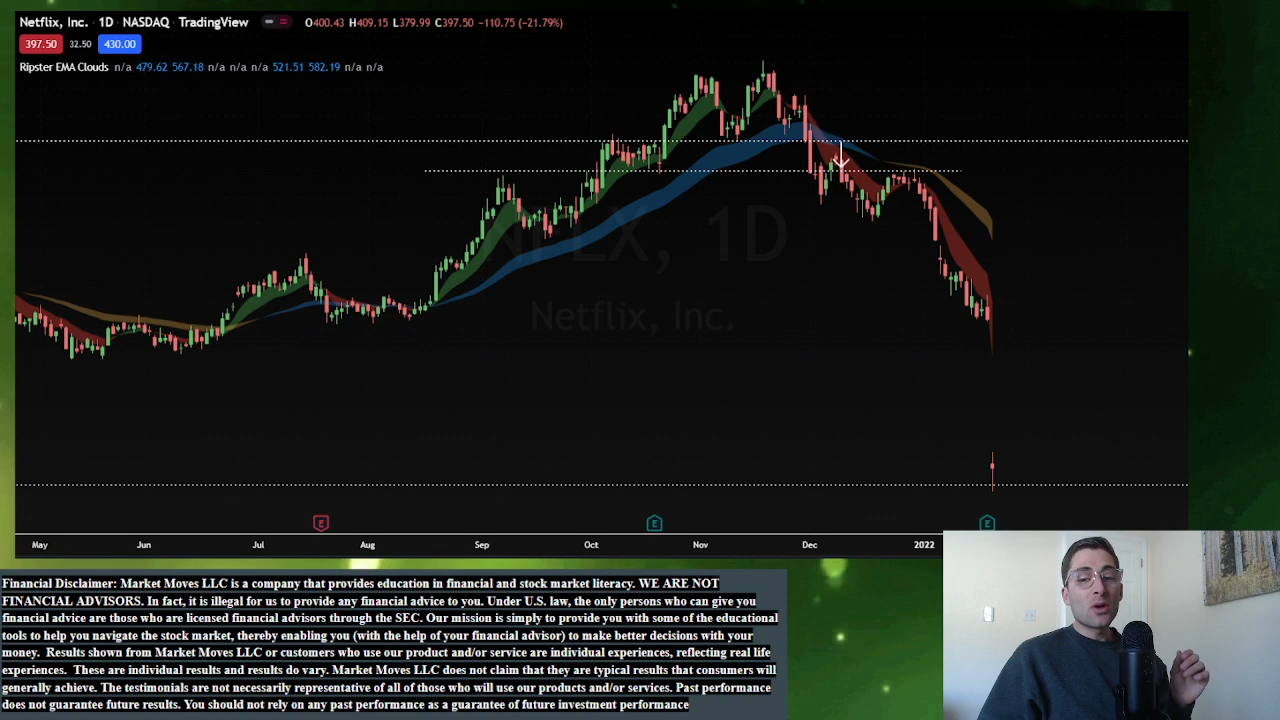 Netflix, Inc. · 1D · NASDAQ · TradingView O400.43 H409.15 L379.99 C397.50 −110.75 (−21.79%)
397.50 32.50 430.00
Ripster EMA Clouds n/a 479.62 567.18 n/a n/a n/a 521.51 582.19 n/a n/a
NFLX, 1D
Netflix, Inc.
E E E
May Jun Jul Aug Sep Oct Nov Dec 2022
Financial Disclaimer: Market Moves LLC is a company that provides education in financial and stock market literacy. WE ARE NOT
FINANCIAL ADVISORS. In fact, it is illegal for us to provide any financial advice to you. Under U.S. law, the only persons who can give you
financial advice are those who are licensed financial advisors through the SEC. Our mission is simply to provide you with some of the educational
tools to help you navigate the stock market, thereby enabling you (with the help of your financial advisor) to make better decisions with your
money. Results shown from Market Moves LLC or customers who use our product and/or service are individual experiences, reflecting real life
experiences. These are individual results and results do vary. Market Moves LLC does not claim that they are typical results that consumers will
generally achieve. The testimonials are not necessarily representative of all of those who will use our products and/or services. Past performance
does not guarantee future results. You should not rely on any past performance as a guarantee of future investment performance